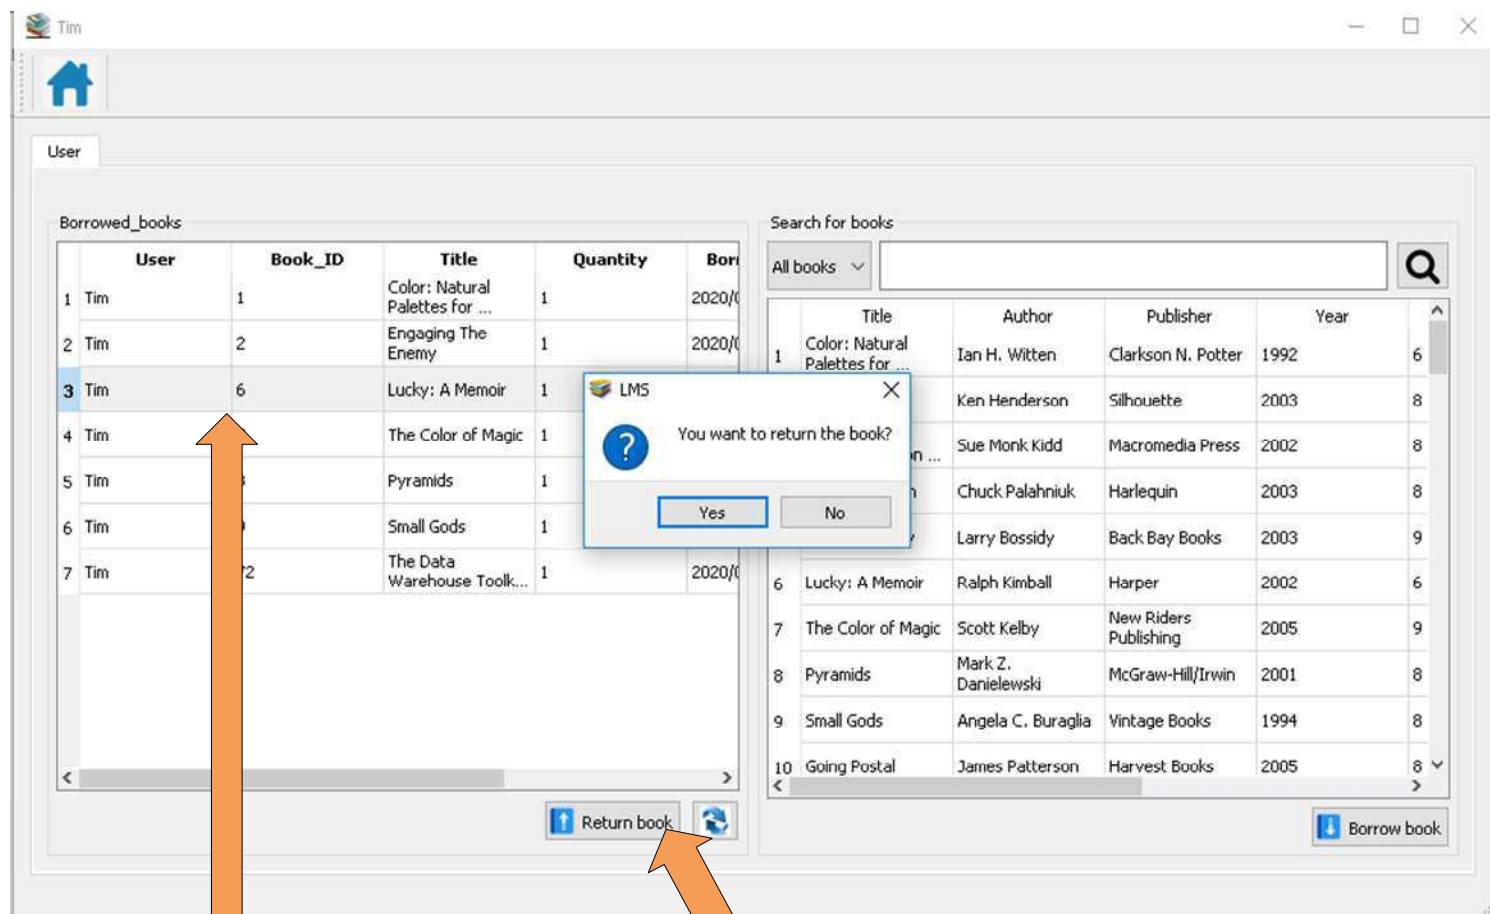 Tim
User
Borrowed_books
User Book_ID Title Quantity
1 Tim 1 Color: Natural Palettes for ... 1 2020/
2 Tim 2 Engaging The Enemy 1 2020/
3 Tim 6 Lucky: A Memoir 1
4 Tim The Color of Magic 1
5 Tim Pyramids 1
6 Tim Small Gods 1
7 Tim The Data Warehouse Toolk... 1 2020/
Return book
Search for books
All books
Title Author Publisher Year
1 Color: Natural Palettes for ... Ian H. Witten Clarkson N. Potter 1992 6
Ken Henderson Silhouette 2003 8
Sue Monk Kidd Macromedia Press 2002 8
Chuck Palahniuk Harlequin 2003 8
Larry Bossidy Back Bay Books 2003 9
6 Lucky: A Memoir Ralph Kimball Harper 2002 6
7 The Color of Magic Scott Kelby New Riders Publishing 2005 9
8 Pyramids Mark Z. Danielewski McGraw-Hill/Irwin 2001 8
9 Small Gods Angela C. Buraglia Vintage Books 1994 8
10 Going Postal James Patterson Harvest Books 2005 8
Borrow book
LMS
You want to return the book?
Yes No